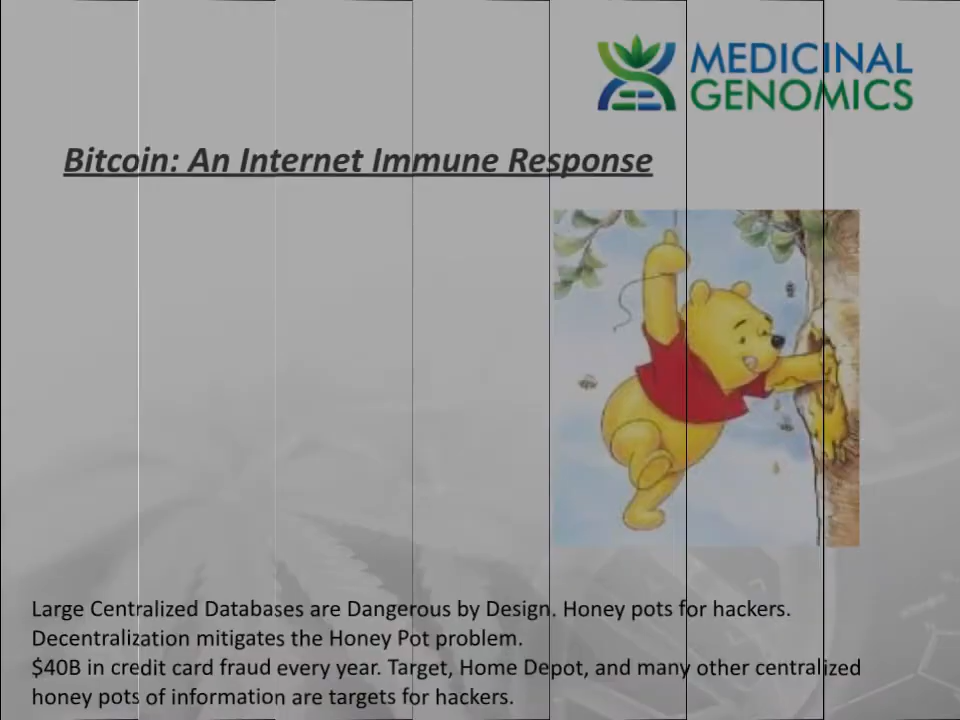 MEDICINAL
GENOMICS
Bitcoin: An Internet Immune Response
Large Centralized Databases are Dangerous by Design. Honey pots for hackers.
Decentralization mitigates the Honey Pot problem.
$40B in credit card fraud every year. Target, Home Depot, and many other centralized
honey pots of information are targets for hackers.